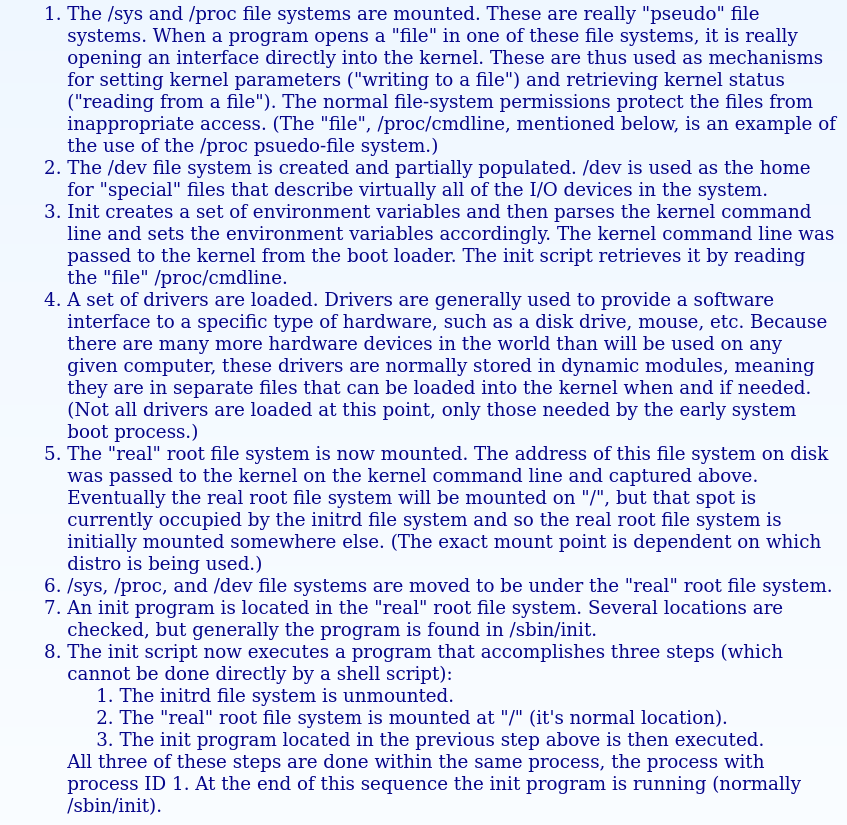 1. The /sys and /proc file systems are mounted. These are really "pseudo" file
systems. When a program opens a "file" in one of these file systems, it is really
opening an interface directly into the kernel. These are thus used as mechanisms
for setting kernel parameters ("writing to a file") and retrieving kernel status
("reading from a file"). The normal file-system permissions protect the files from
inappropriate access. (The "file", /proc/cmdline, mentioned below, is an example of
the use of the /proc psuedo-file system.)
2. The /dev file system is created and partially populated. /dev is used as the home
for "special" files that describe virtually all of the I/O devices in the system.
3. Init creates a set of environment variables and then parses the kernel command
line and sets the environment variables accordingly. The kernel command line was
passed to the kernel from the boot loader. The init script retrieves it by reading
the "file" /proc/cmdline.
4. A set of drivers are loaded. Drivers are generally used to provide a software
interface to a specific type of hardware, such as a disk drive, mouse, etc. Because
there are many more hardware devices in the world than will be used on any
given computer, these drivers are normally stored in dynamic modules, meaning
they are in separate files that can be loaded into the kernel when and if needed.
(Not all drivers are loaded at this point, only those needed by the early system
boot process.)
5. The "real" root file system is now mounted. The address of this file system on disk
was passed to the kernel on the kernel command line and captured above.
Eventually the real root file system will be mounted on "/", but that spot is
currently occupied by the initrd file system and so the real root file system is
initially mounted somewhere else. (The exact mount point is dependent on which
distro is being used.)
6. /sys, /proc, and /dev file systems are moved to be under the "real" root file system.
7. An init program is located in the "real" root file system. Several locations are
checked, but generally the program is found in /sbin/init.
8. The init script now executes a program that accomplishes three steps (which
cannot be done directly by a shell script):
1. The initrd file system is unmounted.
2. The "real" root file system is mounted at "/" (it's normal location).
3. The init program located in the previous step above is then executed.
All three of these steps are done within the same process, the process with
process ID 1. At the end of this sequence the init program is running (normally
/sbin/init).